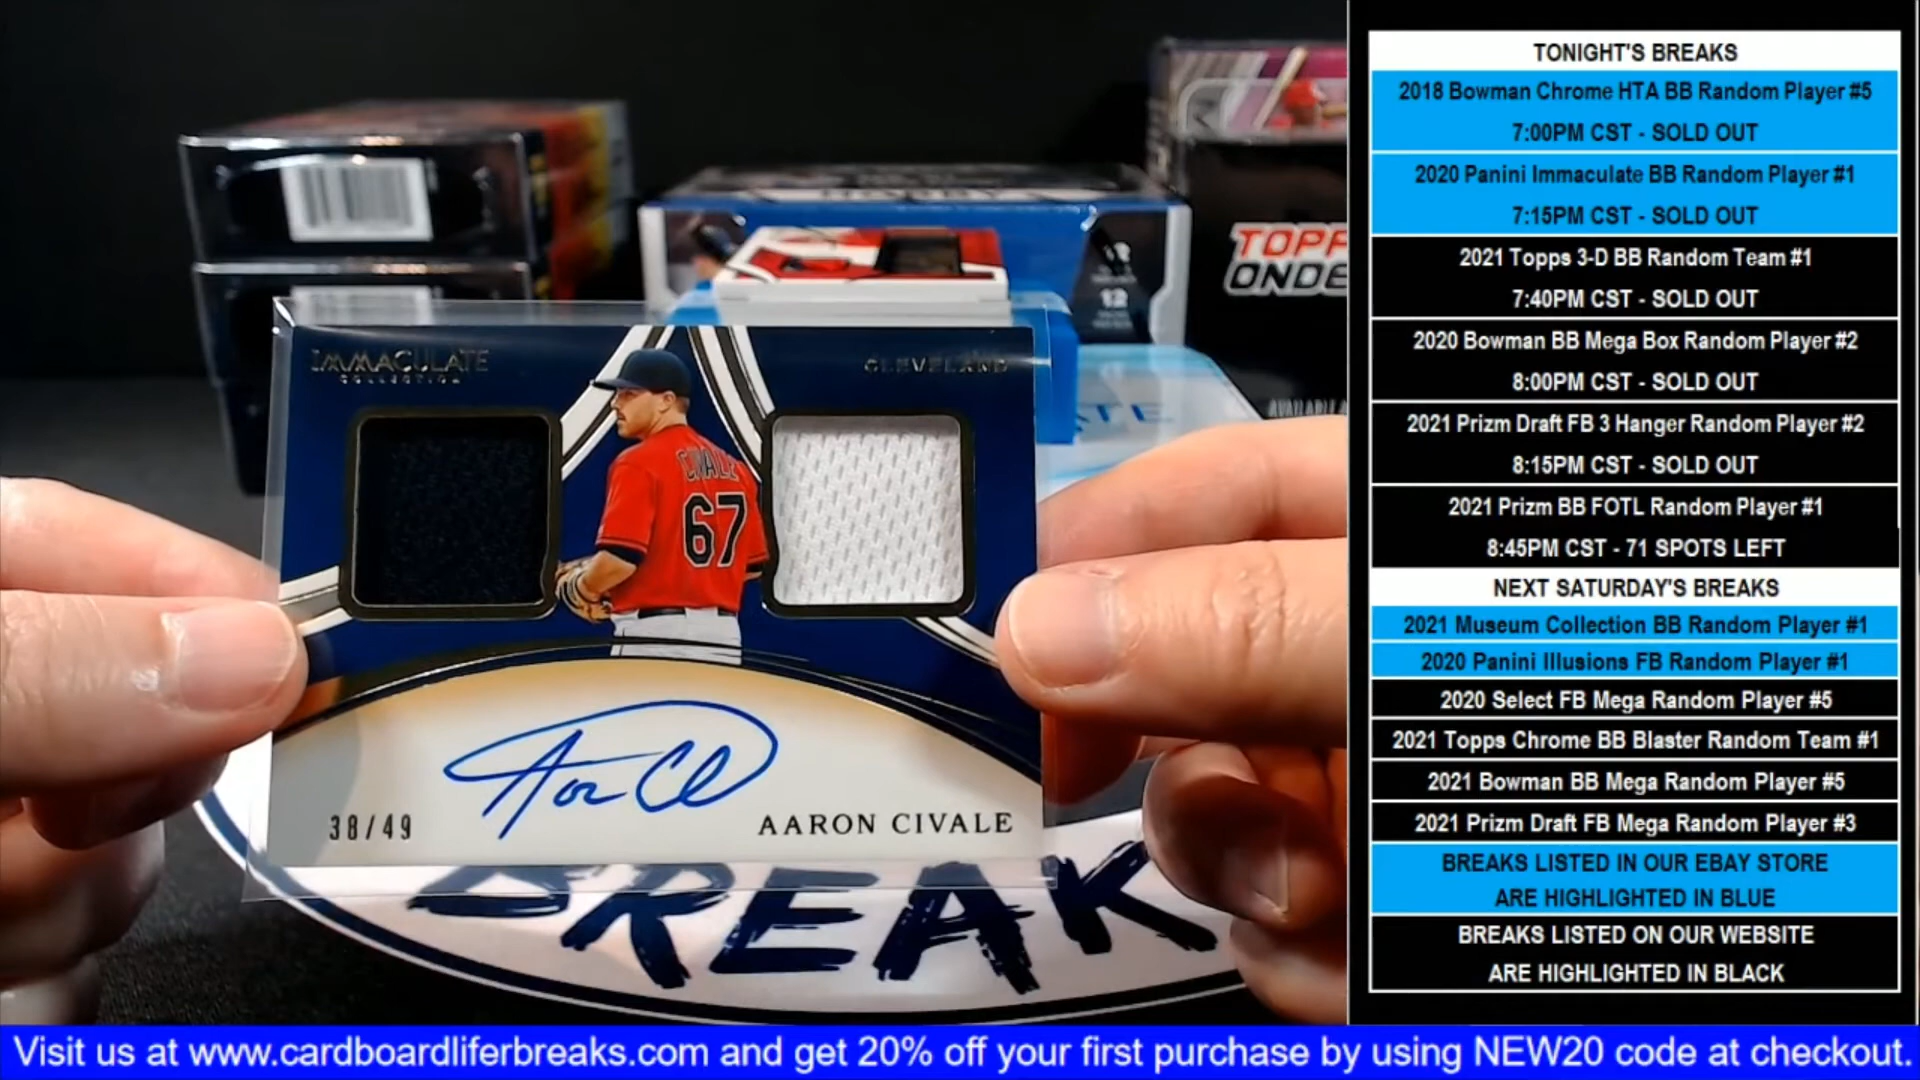 HOBBY
12
TOPP
ONDE
AVAILABLE
IMMACULATE
COLLECTION
CLEVELAND
CIVALE
67
38/49
AARON CIVALE
BREAK
TONIGHT'S BREAKS
2018 Bowman Chrome HTA BB Random Player #5
7:00PM CST - SOLD OUT
2020 Panini Immaculate BB Random Player #1
7:15PM CST - SOLD OUT
2021 Topps 3-D BB Random Team #1
7:40PM CST - SOLD OUT
2020 Bowman BB Mega Box Random Player #2
8:00PM CST - SOLD OUT
2021 Prizm Draft FB 3 Hanger Random Player #2
8:15PM CST - SOLD OUT
2021 Prizm BB FOTL Random Player #1
8:45PM CST - 71 SPOTS LEFT
NEXT SATURDAY'S BREAKS
2021 Museum Collection BB Random Player #1
2020 Panini Illusions FB Random Player #1
2020 Select FB Mega Random Player #5
2021 Topps Chrome BB Blaster Random Team #1
2021 Bowman BB Mega Random Player #5
2021 Prizm Draft FB Mega Random Player #3
BREAKS LISTED IN OUR EBAY STORE
ARE HIGHLIGHTED IN BLUE
BREAKS LISTED ON OUR WEBSITE
ARE HIGHLIGHTED IN BLACK
Visit us at www.cardboardliferbreaks.com and get 20% off your first purchase by using NEW20 code at checkout.